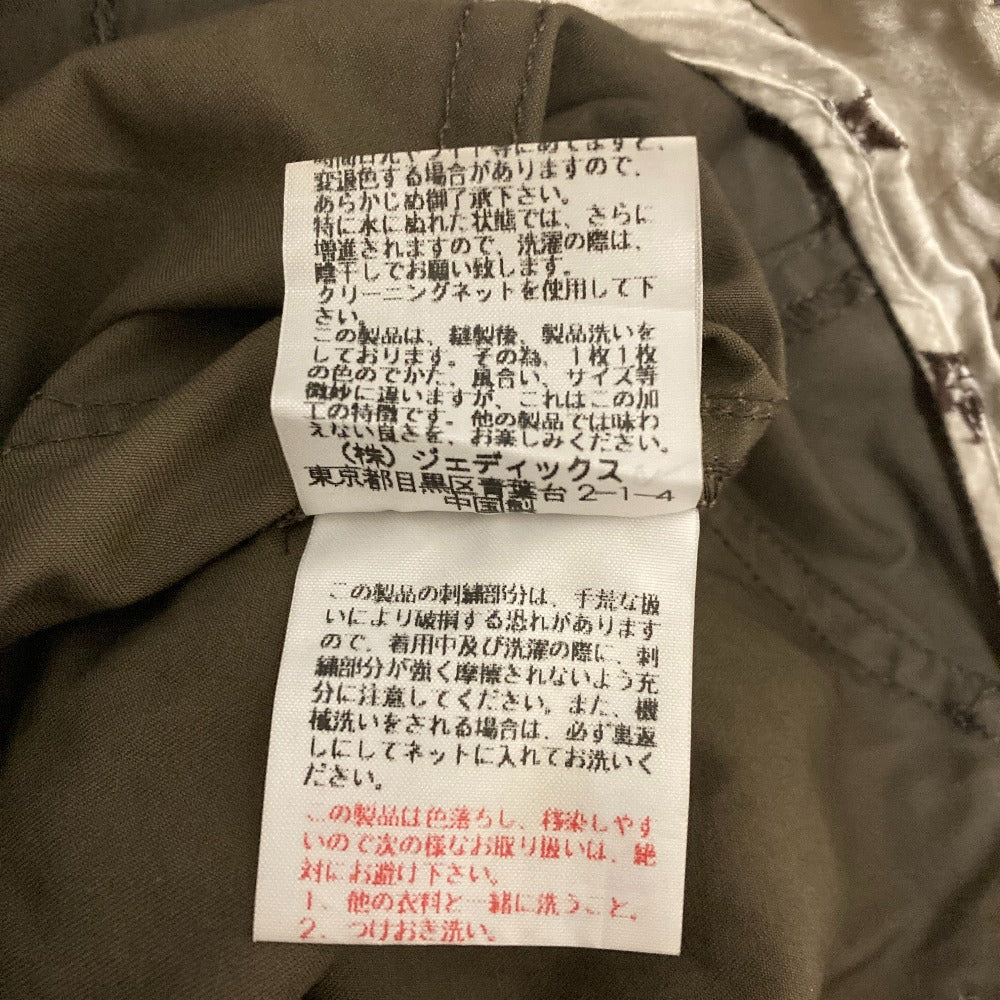 時間日光やライト等にあてますと、
変退色する場合がありますので、
あらかじめ御了承下さい。
特に水にぬれた状態では、さらに
増進されますので、洗濯の際は、
陰干しでお願い致します。
クリーニングネットを使用して下
さい。
この製品は、縫製後、製品洗いを
しております。その為、1枚1枚
の色のでかた、風合い、サイズ等
微妙に違いますが、これはこの加
工の特徴です。他の製品では味わ
えない良さを、お楽しみください。
(株)ジェディックス
東京都目黒区青葉台2-1-4
中国製
この製品の刺繍部分は、手荒な扱
いにより破損する恐れがあります
ので、着用中及び洗濯の際に、刺
繍部分が強く摩擦されないよう充
分に注意してください。また、機
械洗いをされる場合は、必ず裏返
しにしてネットに入れてお洗いく
ださい。
この製品は色落ちし、移染しやす
いので次の様なお取り扱いは、絶
対にお避け下さい。
1、他の衣料と一緒に洗うこと。
2、つけおき洗い。